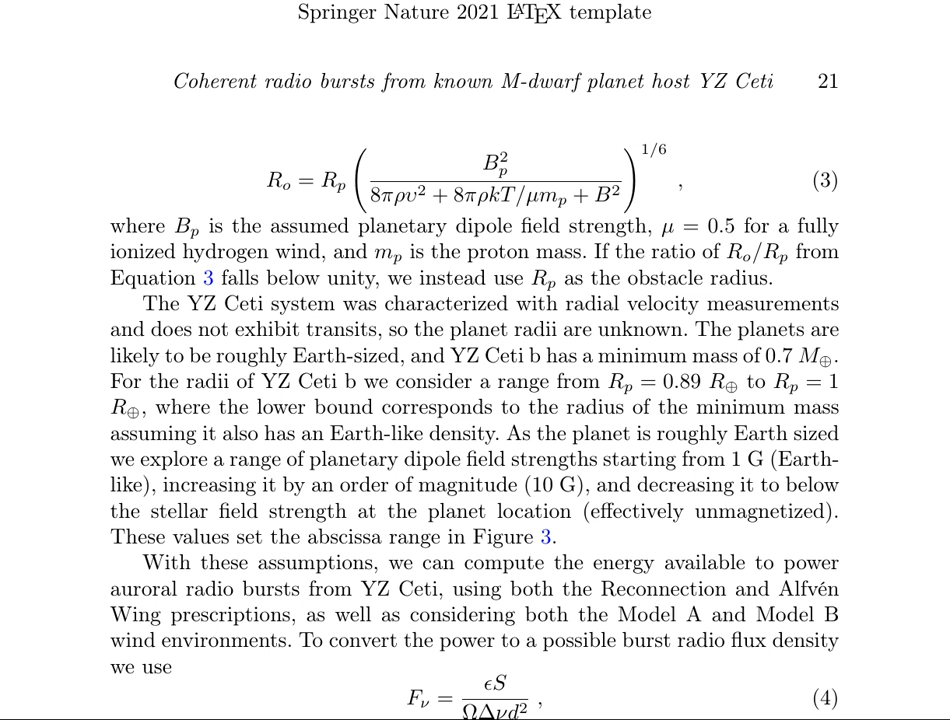 Springer Nature 2021 LaTeX template
Coherent radio bursts from known M-dwarf planet host YZ Ceti 21
R_o = R_p ( B_p^2 / (8πρυ^2 + 8πρkT/μm_p + B^2) )^{1/6} , (3)
where B_p is the assumed planetary dipole field strength, μ = 0.5 for a fully
ionized hydrogen wind, and m_p is the proton mass. If the ratio of R_o/R_p from
Equation 3 falls below unity, we instead use R_p as the obstacle radius.
The YZ Ceti system was characterized with radial velocity measurements
and does not exhibit transits, so the planet radii are unknown. The planets are
likely to be roughly Earth-sized, and YZ Ceti b has a minimum mass of 0.7 M_⊕.
For the radii of YZ Ceti b we consider a range from R_p = 0.89 R_⊕ to R_p = 1
R_⊕, where the lower bound corresponds to the radius of the minimum mass
assuming it also has an Earth-like density. As the planet is roughly Earth sized
we explore a range of planetary dipole field strengths starting from 1 G (Earth-
like), increasing it by an order of magnitude (10 G), and decreasing it to below
the stellar field strength at the planet location (effectively unmagnetized).
These values set the abscissa range in Figure 3.
With these assumptions, we can compute the energy available to power
auroral radio bursts from YZ Ceti, using both the Reconnection and Alfvén
Wing prescriptions, as well as considering both the Model A and Model B
wind environments. To convert the power to a possible burst radio flux density
we use
F_ν = ϵS / (ΩΔνd^2) , (4)